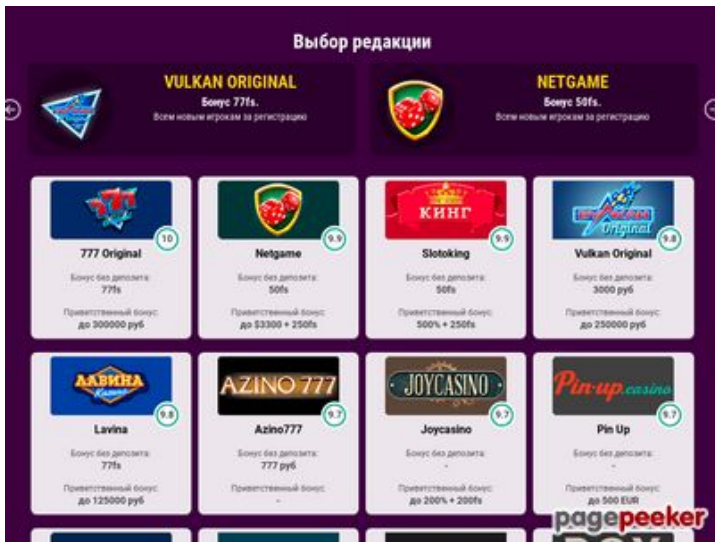 Выбор редакции
VULKAN ORIGINAL
Бонус 77fs.
Всем новым игрокам за регистрацию
NETGAME
Бонус 50fs.
Всем новым игрокам за регистрацию
777
10
777 Original
Бонус без депозита:
77fs
Приветственный бонус:
до 300000 руб
9.9
Netgame
Бонус без депозита:
50fs
Приветственный бонус:
до $3300 + 250fs
КИНГ
9.9
Slotoking
Бонус без депозита:
50fs
Приветственный бонус:
500% + 250fs
VULKAN
Original
9.8
Vulkan Original
Бонус без депозита:
3000 руб
Приветственный бонус:
до 250000 руб
ЛАВИНА
Казино
9.8
Lavina
Бонус без депозита:
77fs
Приветственный бонус:
до 125000 руб
AZINO 777
9.7
Azino777
Бонус без депозита:
777 руб
Приветственный бонус:
-
JOYCASINO
9.7
Joycasino
Бонус без депозита:
-
Приветственный бонус:
до 200% + 200fs
Pin-up.casino
9.7
Pin Up
Бонус без депозита:
-
Приветственный бонус:
до 500 EUR
pagepeeker